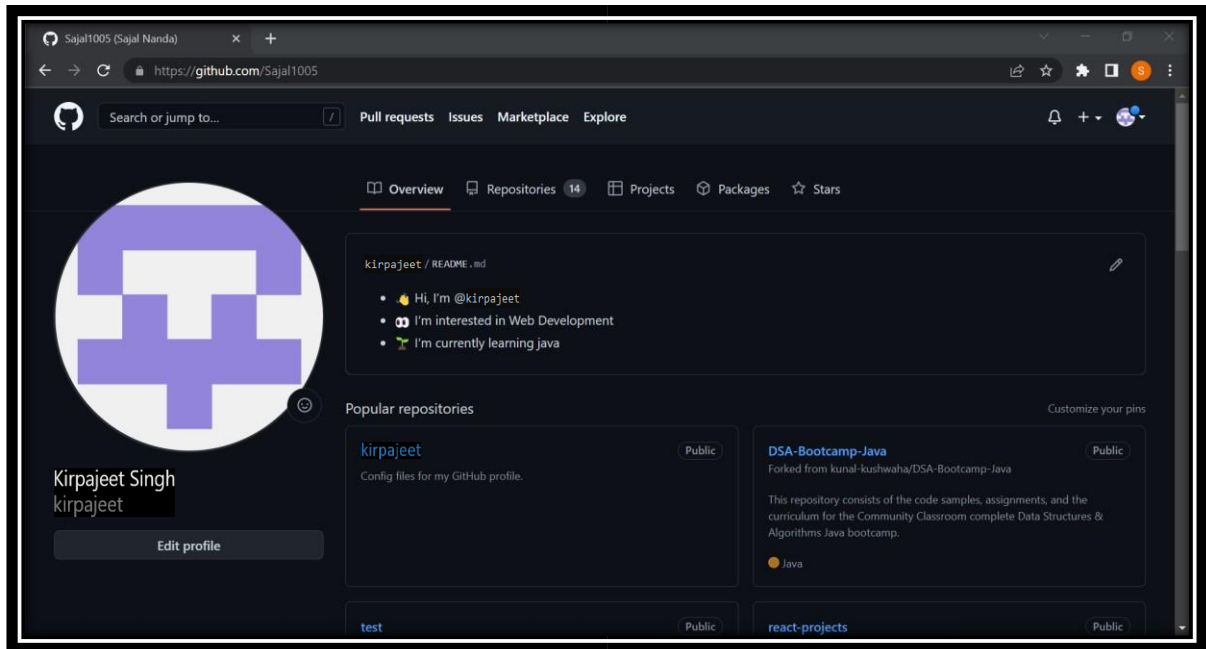 Sajal1005 (Sajal Nanda)
https://github.com/Sajal1005
S
Search or jump to... /
Pull requests Issues Marketplace Explore
Overview Repositories 14 Projects Packages Stars
kirpajeet/README.md
Hi, I'm @kirpajeet
I'm interested in Web Development
I'm currently learning java
Kirpajeet Singh
kirpajeet
Edit profile
Popular repositories
Customize your pins
kirpajeet Public
Config files for my GitHub profile.
DSA-Bootcamp-Java Public
Forked from kunal-kushwaha/DSA-Bootcamp-Java
This repository consists of the code samples, assignments, and the
curriculum for the Community Classroom complete Data Structures &
Algorithms Java bootcamp.
Java
test Public
react-projects Public